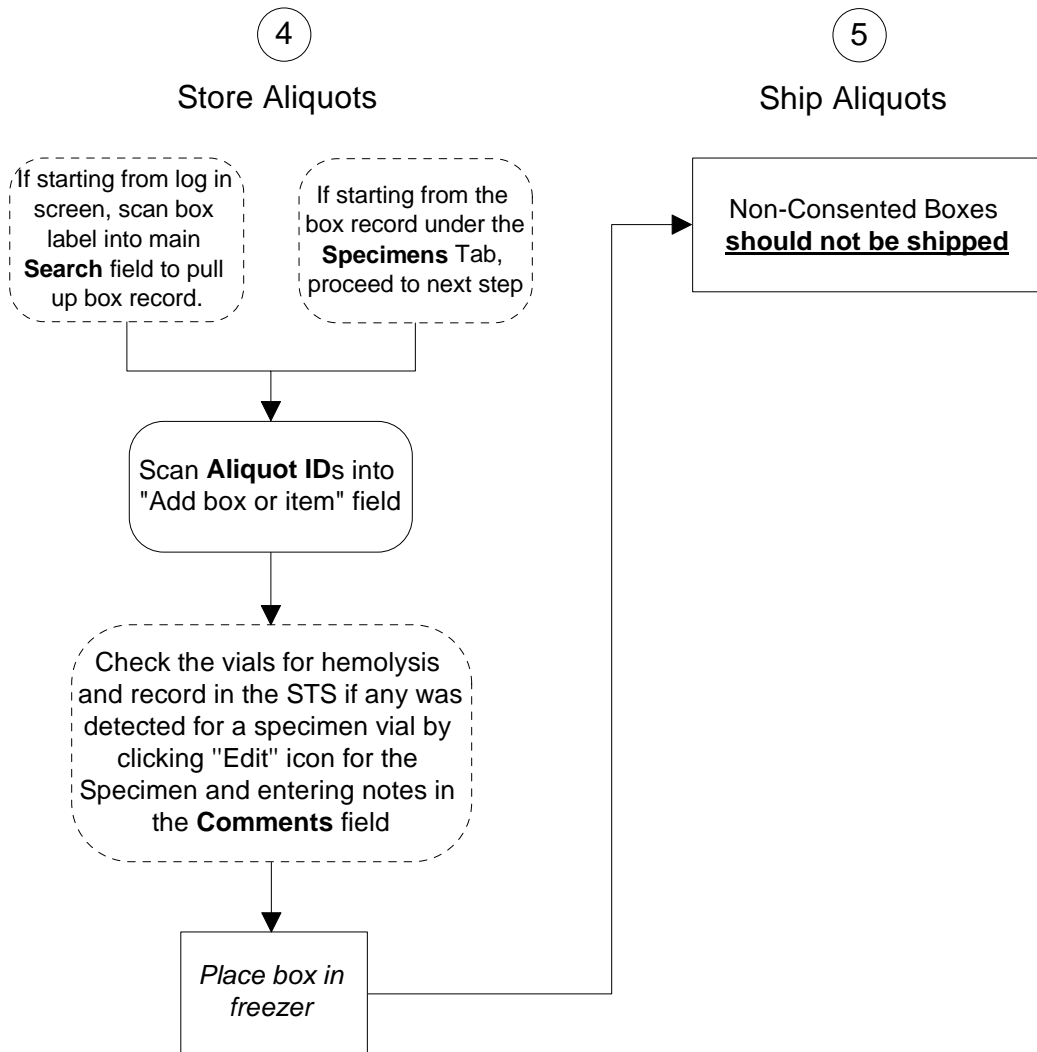 4
Store Aliquots
If starting from log in
screen, scan box
label into main
Search field to pull
up box record.
If starting from the
box record under the
Specimens Tab,
proceed to next step
Scan Aliquot IDs into
"Add box or item" field
Check the vials for hemolysis
and record in the STS if any was
detected for a specimen vial by
clicking "Edit" icon for the
Specimen and entering notes in
the Comments field
Place box in
freezer
5
Ship Aliquots
Non-Consented Boxes
should not be shipped